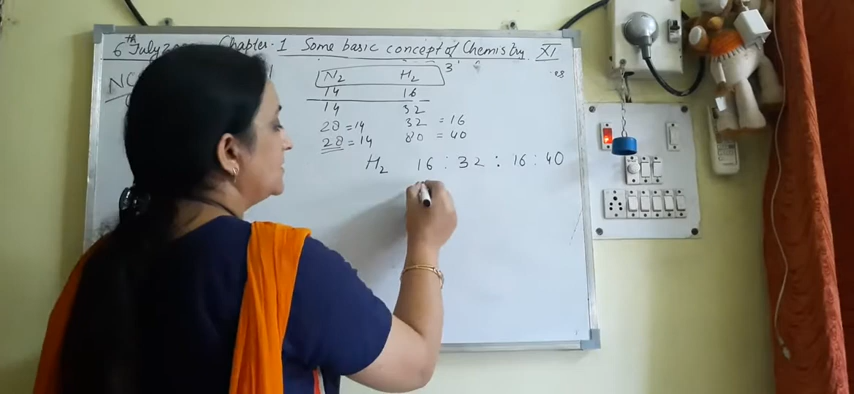 6th July Chapter-1 Some basic concept of Chemistry. XI
N2 H2
14 16
14 32
28 = 14 32 = 16
28 = 14 80 = 40
H2 16 : 32 : 16 : 40